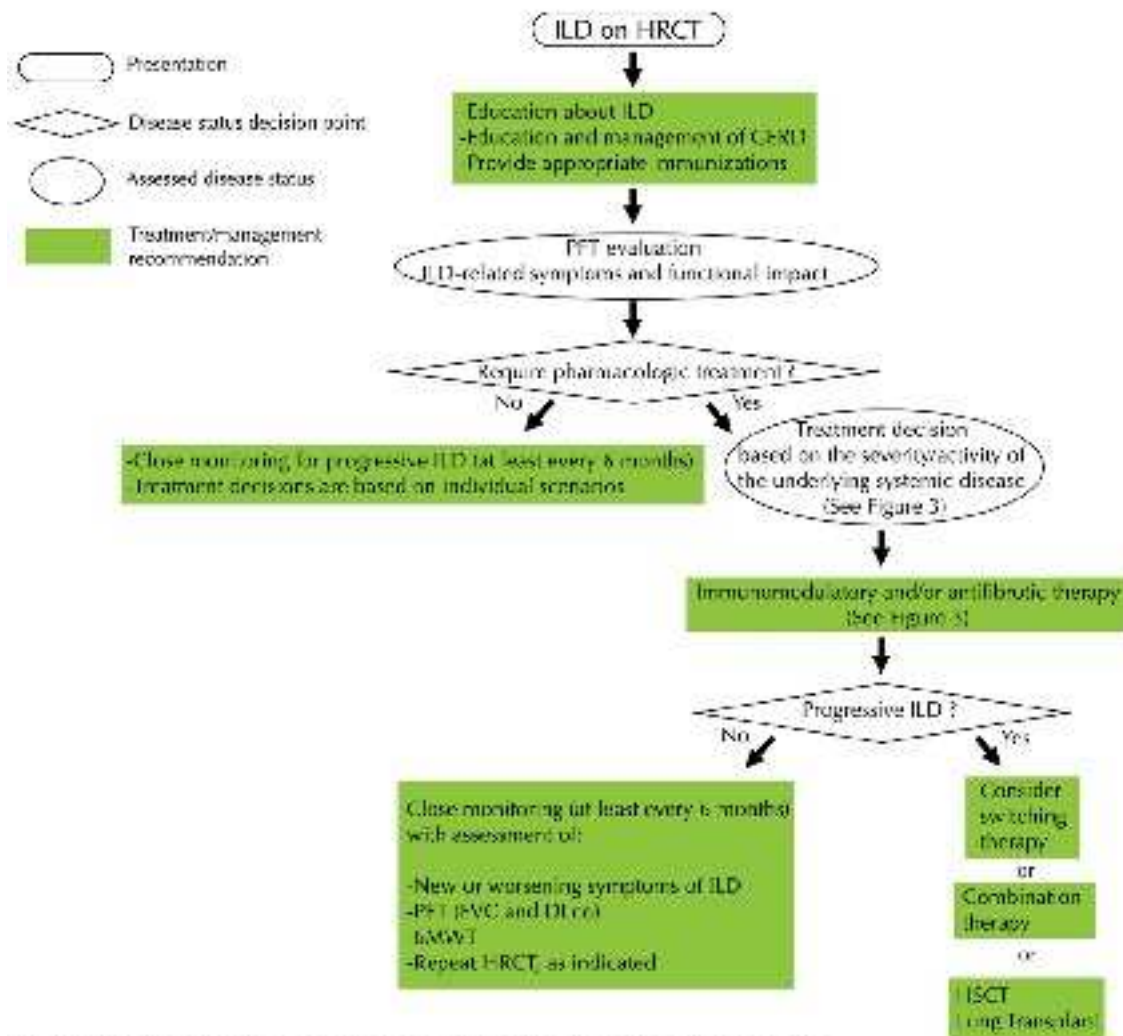 ILD on HRCT
Presentation
Disease status decision point
Assessed disease status
Treatment/management
recommendation
Education about ILD
-Education and management of GERD
Provide appropriate immunizations
PFT evaluation
ILD-related symptoms and functional impact
Require pharmacologic treatment?
No
Yes
-Close monitoring for progressive ILD (at least every 6 months)
-Treatment decisions are based on individual scenarios
Treatment decision
based on the severity/activity of
the underlying systemic disease
(See Figure 3)
Immunomodulatory and/or antifibrotic therapy
(See Figure 3)
Progressive ILD ?
No
Yes
Close monitoring (at least every 6 months)
with assessment of:
-New or worsening symptoms of ILD
-PFT (FVC and DLco)
6MWT
-Repeat HRCT, as indicated
Consider
switching
therapy
or
Combination
therapy
or
HSCT
Lung Transplant